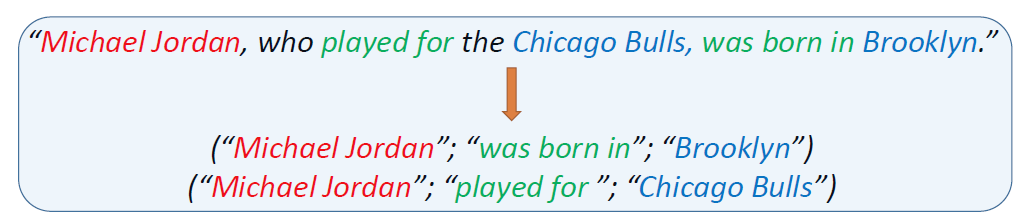 “Michael Jordan, who played for the Chicago Bulls, was born in Brooklyn.”
(“Michael Jordan”; “was born in”; “Brooklyn”)
(“Michael Jordan”; “played for ”; “Chicago Bulls”)